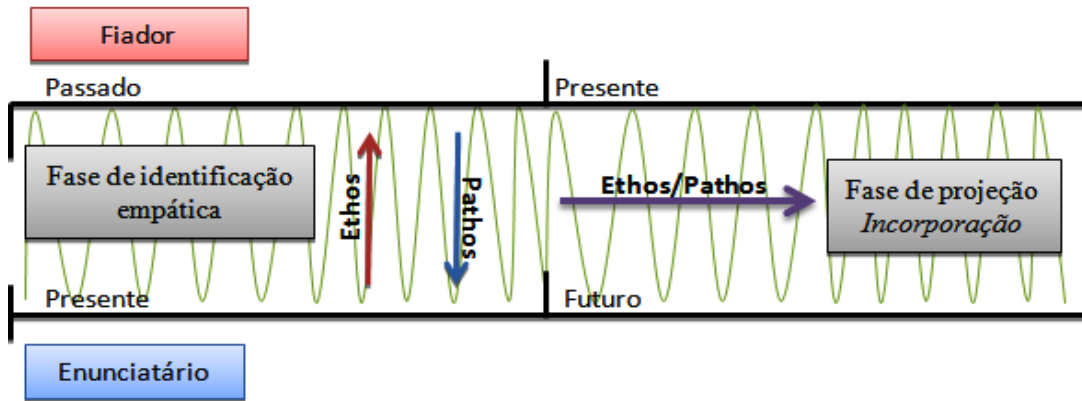 Fiador
Passado
Presente
Fase de identificação
empática
Ethos
Pathos
Ethos/Pathos
Fase de projeção
Incorporação
Presente
Futuro
Enunciatário